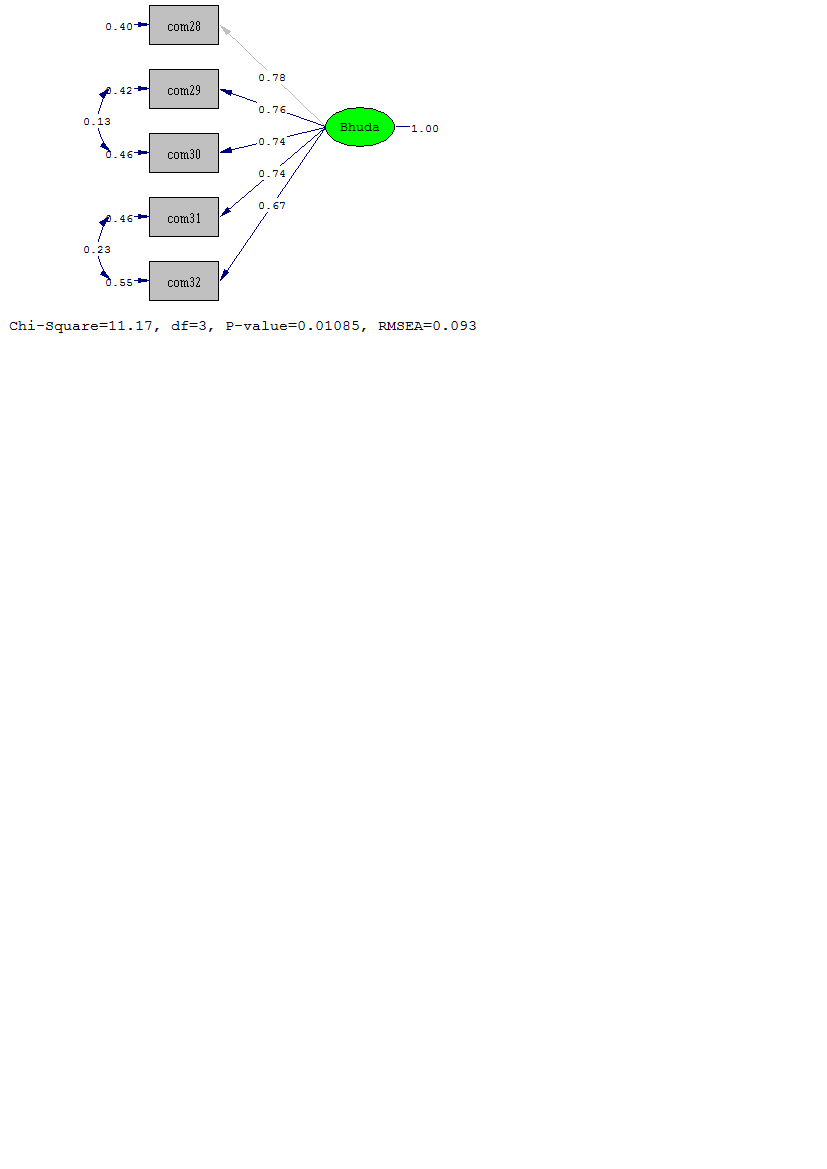 0.40 com28
0.78
0.42 com29
0.76
0.13
Bhuda 1.00
0.74
0.46 com30
0.74
0.67
0.46 com31
0.23
0.55 com32
Chi-Square=11.17, df=3, P-value=0.01085, RMSEA=0.093